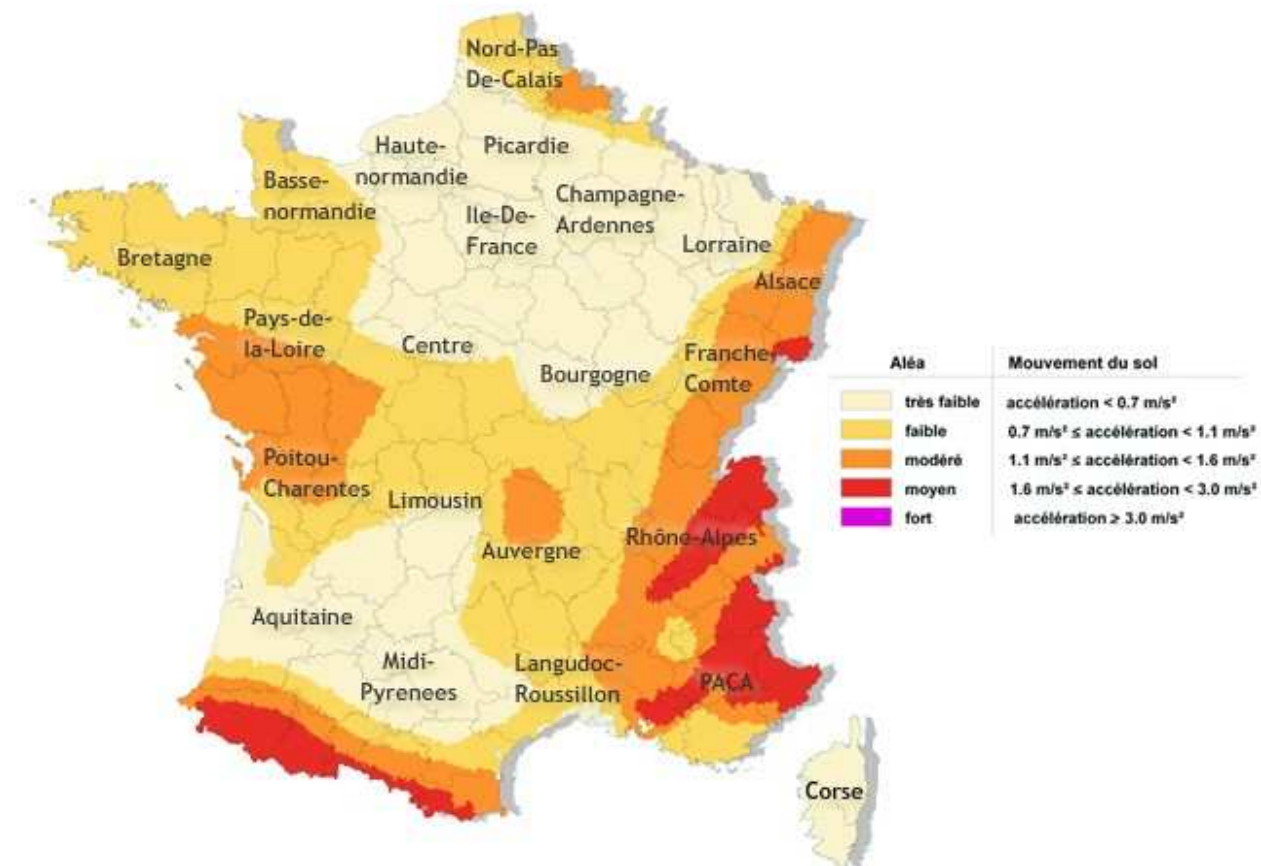 Nord-Pas
De-Calais
Haute-
normandie
Picardie
Basse-
normandie
Champagne-
Ardennes
Ile-De-
France
Lorraine
Bretagne
Alsace
Pays-de-
la-Loire
Centre
Franche-
Comte
Bourgogne
Poitou-
Charentes
Limousin
Auvergne
Rhône-Alpes
Aquitaine
Midi-
Pyrenees
Langudoc-
Roussillon
PACA
Corse
Aléa Mouvement du sol
très faible accélération < 0.7 m/s²
faible 0.7 m/s² ≤ accélération < 1.1 m/s²
modéré 1.1 m/s² ≤ accélération < 1.6 m/s²
moyen 1.6 m/s² ≤ accélération < 3.0 m/s²
fort accélération ≥ 3.0 m/s²